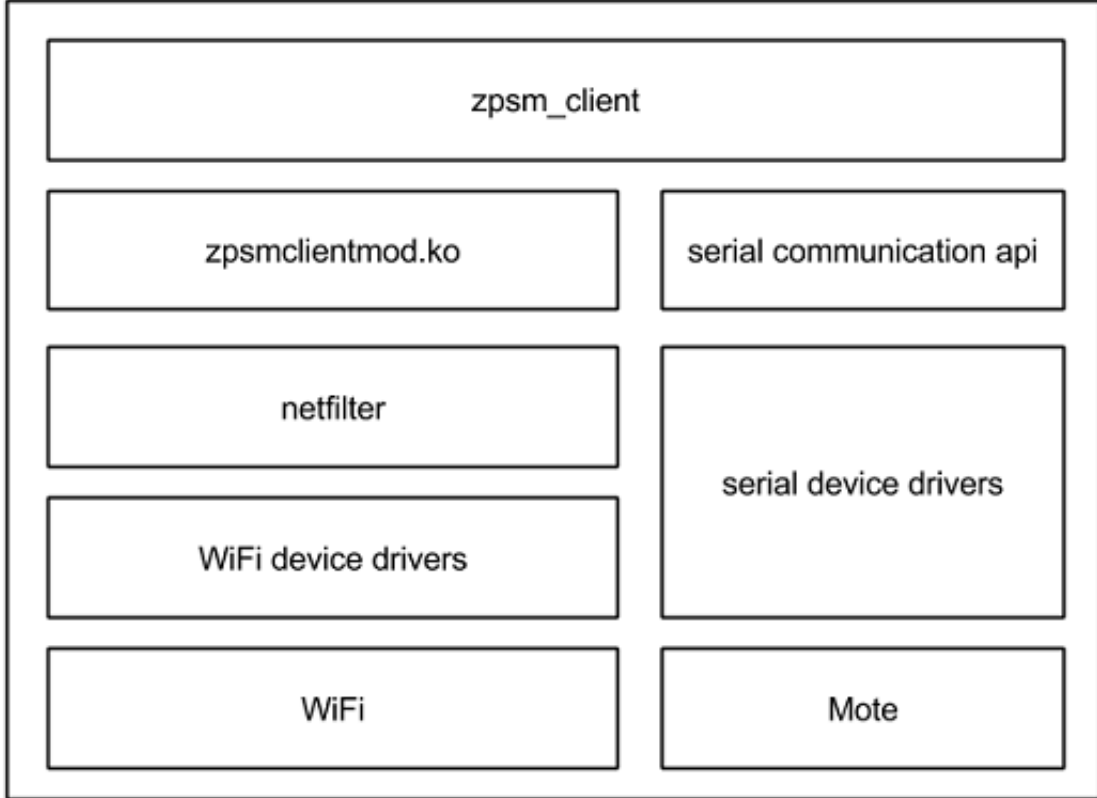 zpsm_client
zpsmclientmod.ko
serial communication api
netfilter
serial device drivers
WiFi device drivers
WiFi
Mote